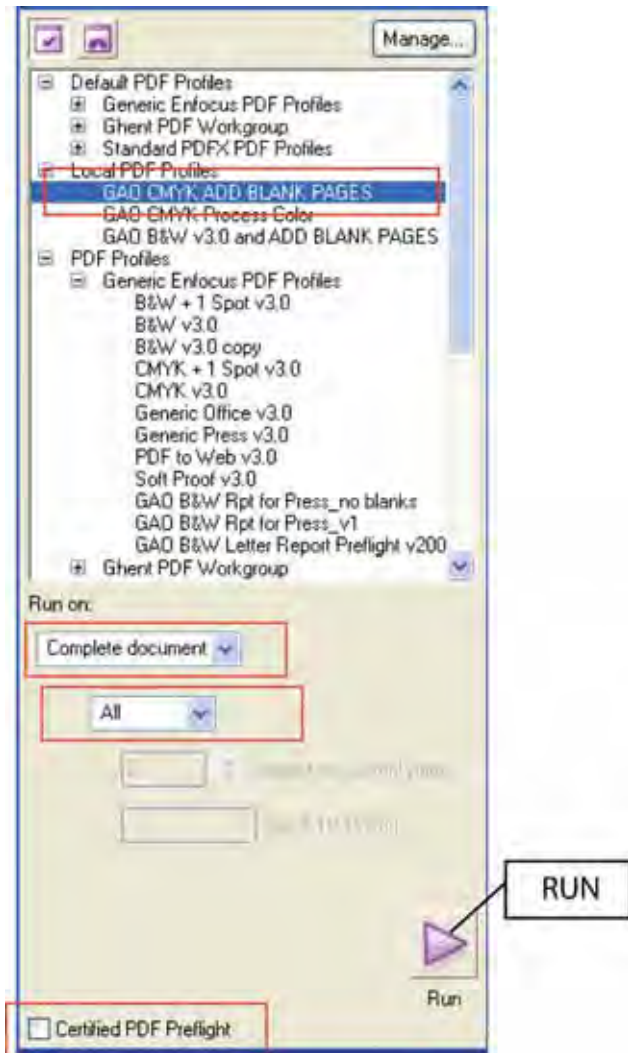 Manage...
Default PDF Profiles
Generic Enfocus PDF Profiles
Ghent PDF Workgroup
Standard PDFX PDF Profiles
Local PDF Profiles
GAO CMYK ADD BLANK PAGES
GAO CMYK Process Color
GAO B&W v3.0 and ADD BLANK PAGES
PDF Profiles
Generic Enfocus PDF Profiles
B&W + 1 Spot v3.0
B&W v3.0
B&W v3.0 copy
CMYK + 1 Spot v3.0
CMYK v3.0
Generic Office v3.0
Generic Press v3.0
PDF to Web v3.0
Soft Proof v3.0
GAO B&W Rpt for Press_no blanks
GAO B&W Rpt for Press_v1
GAO B&W Letter Report Preflight v200
Ghent PDF Workgroup
Run on:
Complete document
All
RUN
Run
Certified PDF Preflight